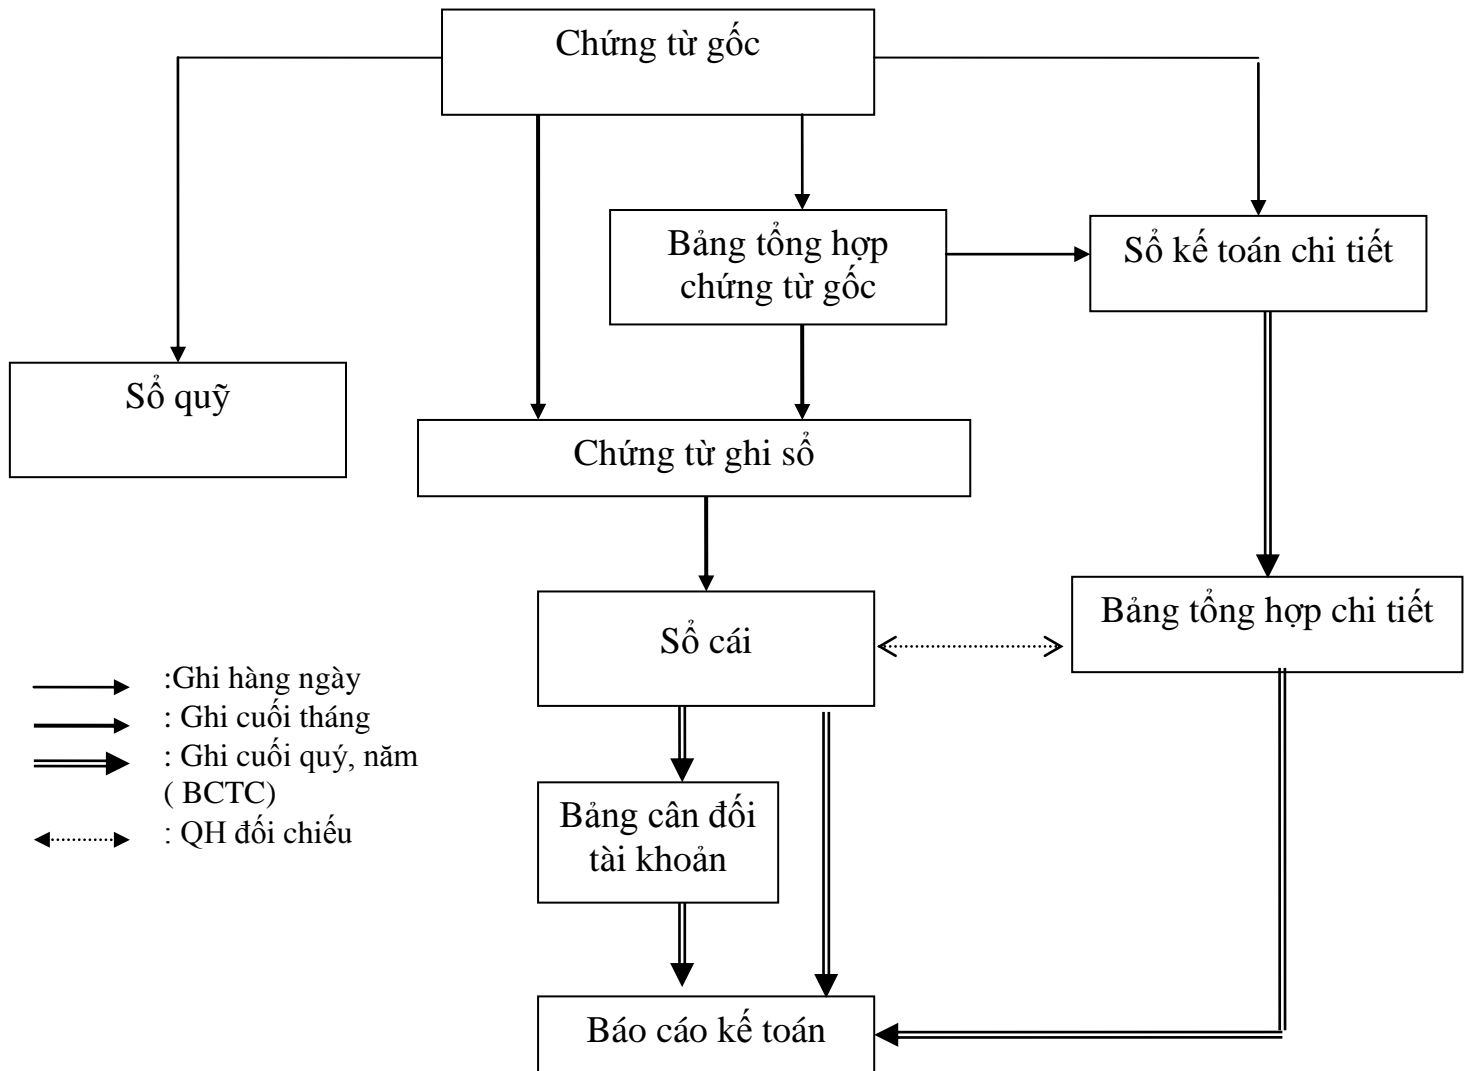 Chứng từ gốc
Bảng tổng hợp
chứng từ gốc
Sổ kế toán chi tiết
Sổ quỹ
Chứng từ ghi sổ
Bảng tổng hợp chi tiết
Sổ cái
:Ghi hàng ngày
: Ghi cuối tháng
: Ghi cuối quý, năm
( BCTC)
: QH đối chiếu
Bảng cân đối
tài khoản
Báo cáo kế toán